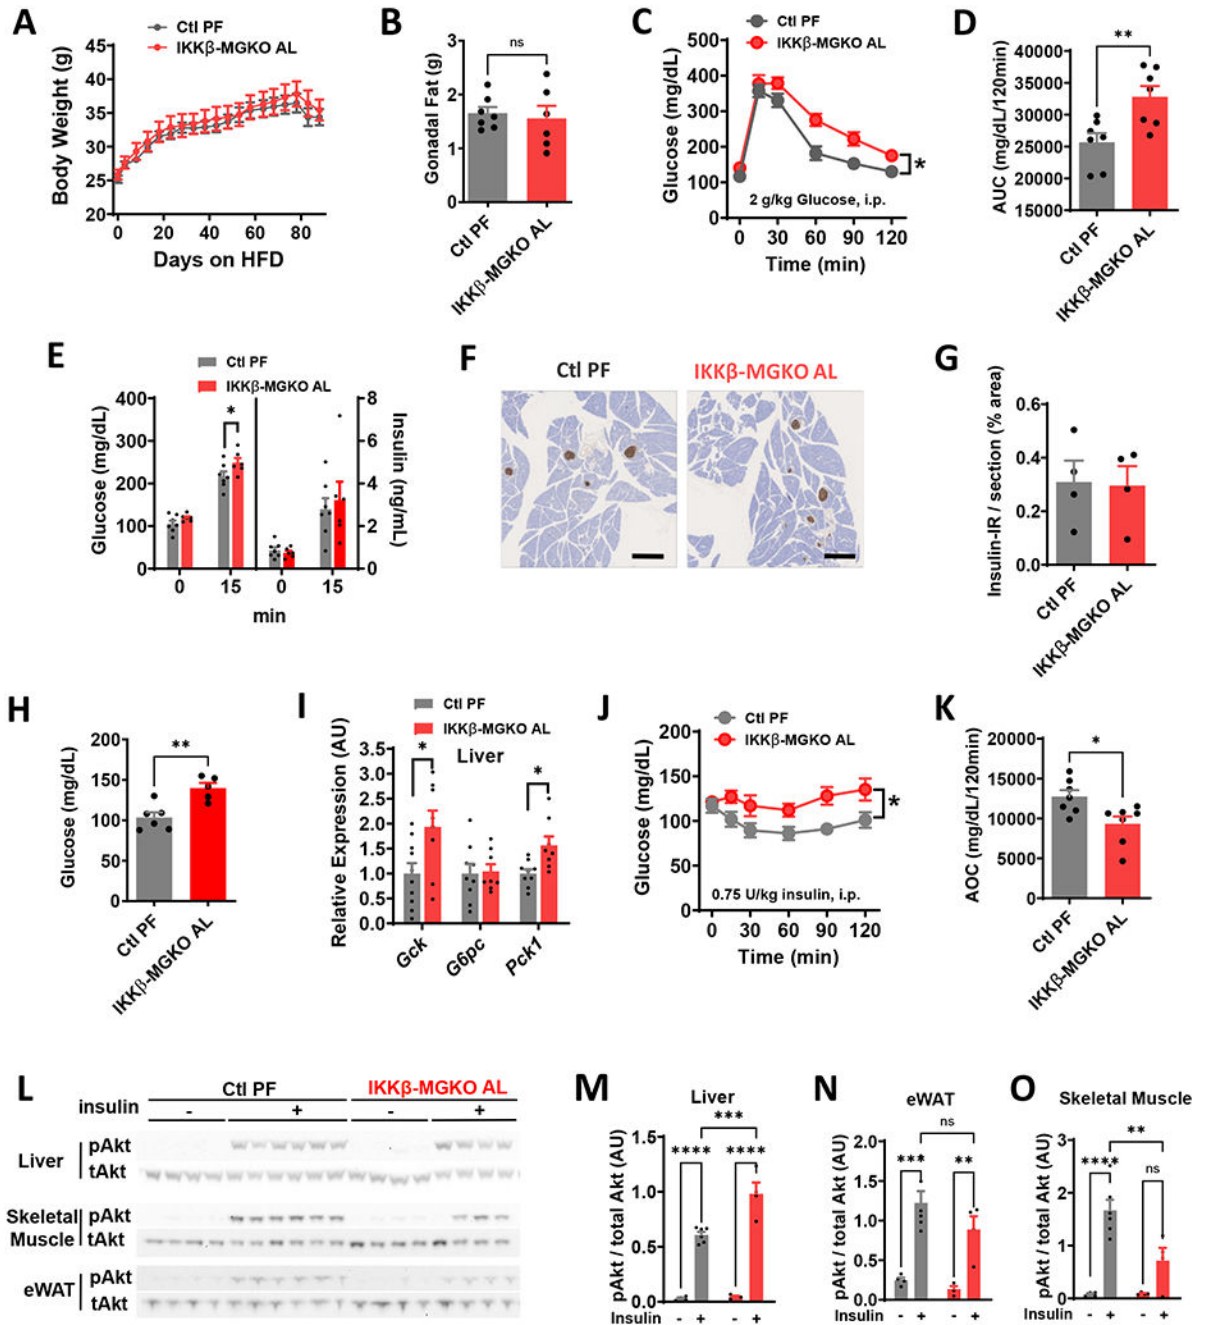 A
Ctl PF
IKKβ-MGKO AL
Body Weight (g)
45
40
35
30
25
20
0 20 40 60 80
Days on HFD
B
Gonadal Fat (g)
3
2
1
0
ns
Ctl PF
IKKβ-MGKO AL
C
Ctl PF
IKKβ-MGKO AL
Glucose (mg/dL)
500
400
300
200
100
0
*
2 g/kg Glucose, i.p.
0 30 60 90 120
Time (min)
D
AUC (mg/dL/120min)
40000
35000
30000
25000
20000
15000
**
Ctl PF
IKKβ-MGKO AL
E
Ctl PF
IKKβ-MGKO AL
Glucose (mg/dL)
400
300
200
100
0
*
8
6
4
2
0
Insulin (ng/mL)
0 15 0 15
min
F
Ctl PF
IKKβ-MGKO AL
G
Insulin-IR / section (% area)
0.6
0.4
0.2
0.0
Ctl PF
IKKβ-MGKO AL
H
Glucose (mg/dL)
200
150
100
50
0
**
Ctl PF
IKKβ-MGKO AL
I
Ctl PF
IKKβ-MGKO AL
Liver
Relative Expression (AU)
3.5
3.0
2.5
2.0
1.5
1.0
0.5
0.0
*
*
Gck
G6pc
Pck1
J
Ctl PF
IKKβ-MGKO AL
Glucose (mg/dL)
200
150
100
50
0
*
0.75 U/kg insulin, i.p.
0 30 60 90 120
Time (min)
K
AOC (mg/dL/120min)
20000
15000
10000
5000
0
*
Ctl PF
IKKβ-MGKO AL
L
Ctl PF IKKβ-MGKO AL
insulin - + - +
Liver
pAkt
tAkt
Skeletal Muscle
pAkt
tAkt
eWAT
pAkt
tAkt
M
Liver
pAkt / total Akt (AU)
1.5
1.0
0.5
0.0
***
**** ****
Insulin - + - +
N
eWAT
pAkt / total Akt (AU)
2.0
1.5
1.0
0.5
0.0
ns
*** **
Insulin - + - +
O
Skeletal Muscle
pAkt / total Akt (AU)
3
2
1
0
**
**** ns
Insulin - + - +